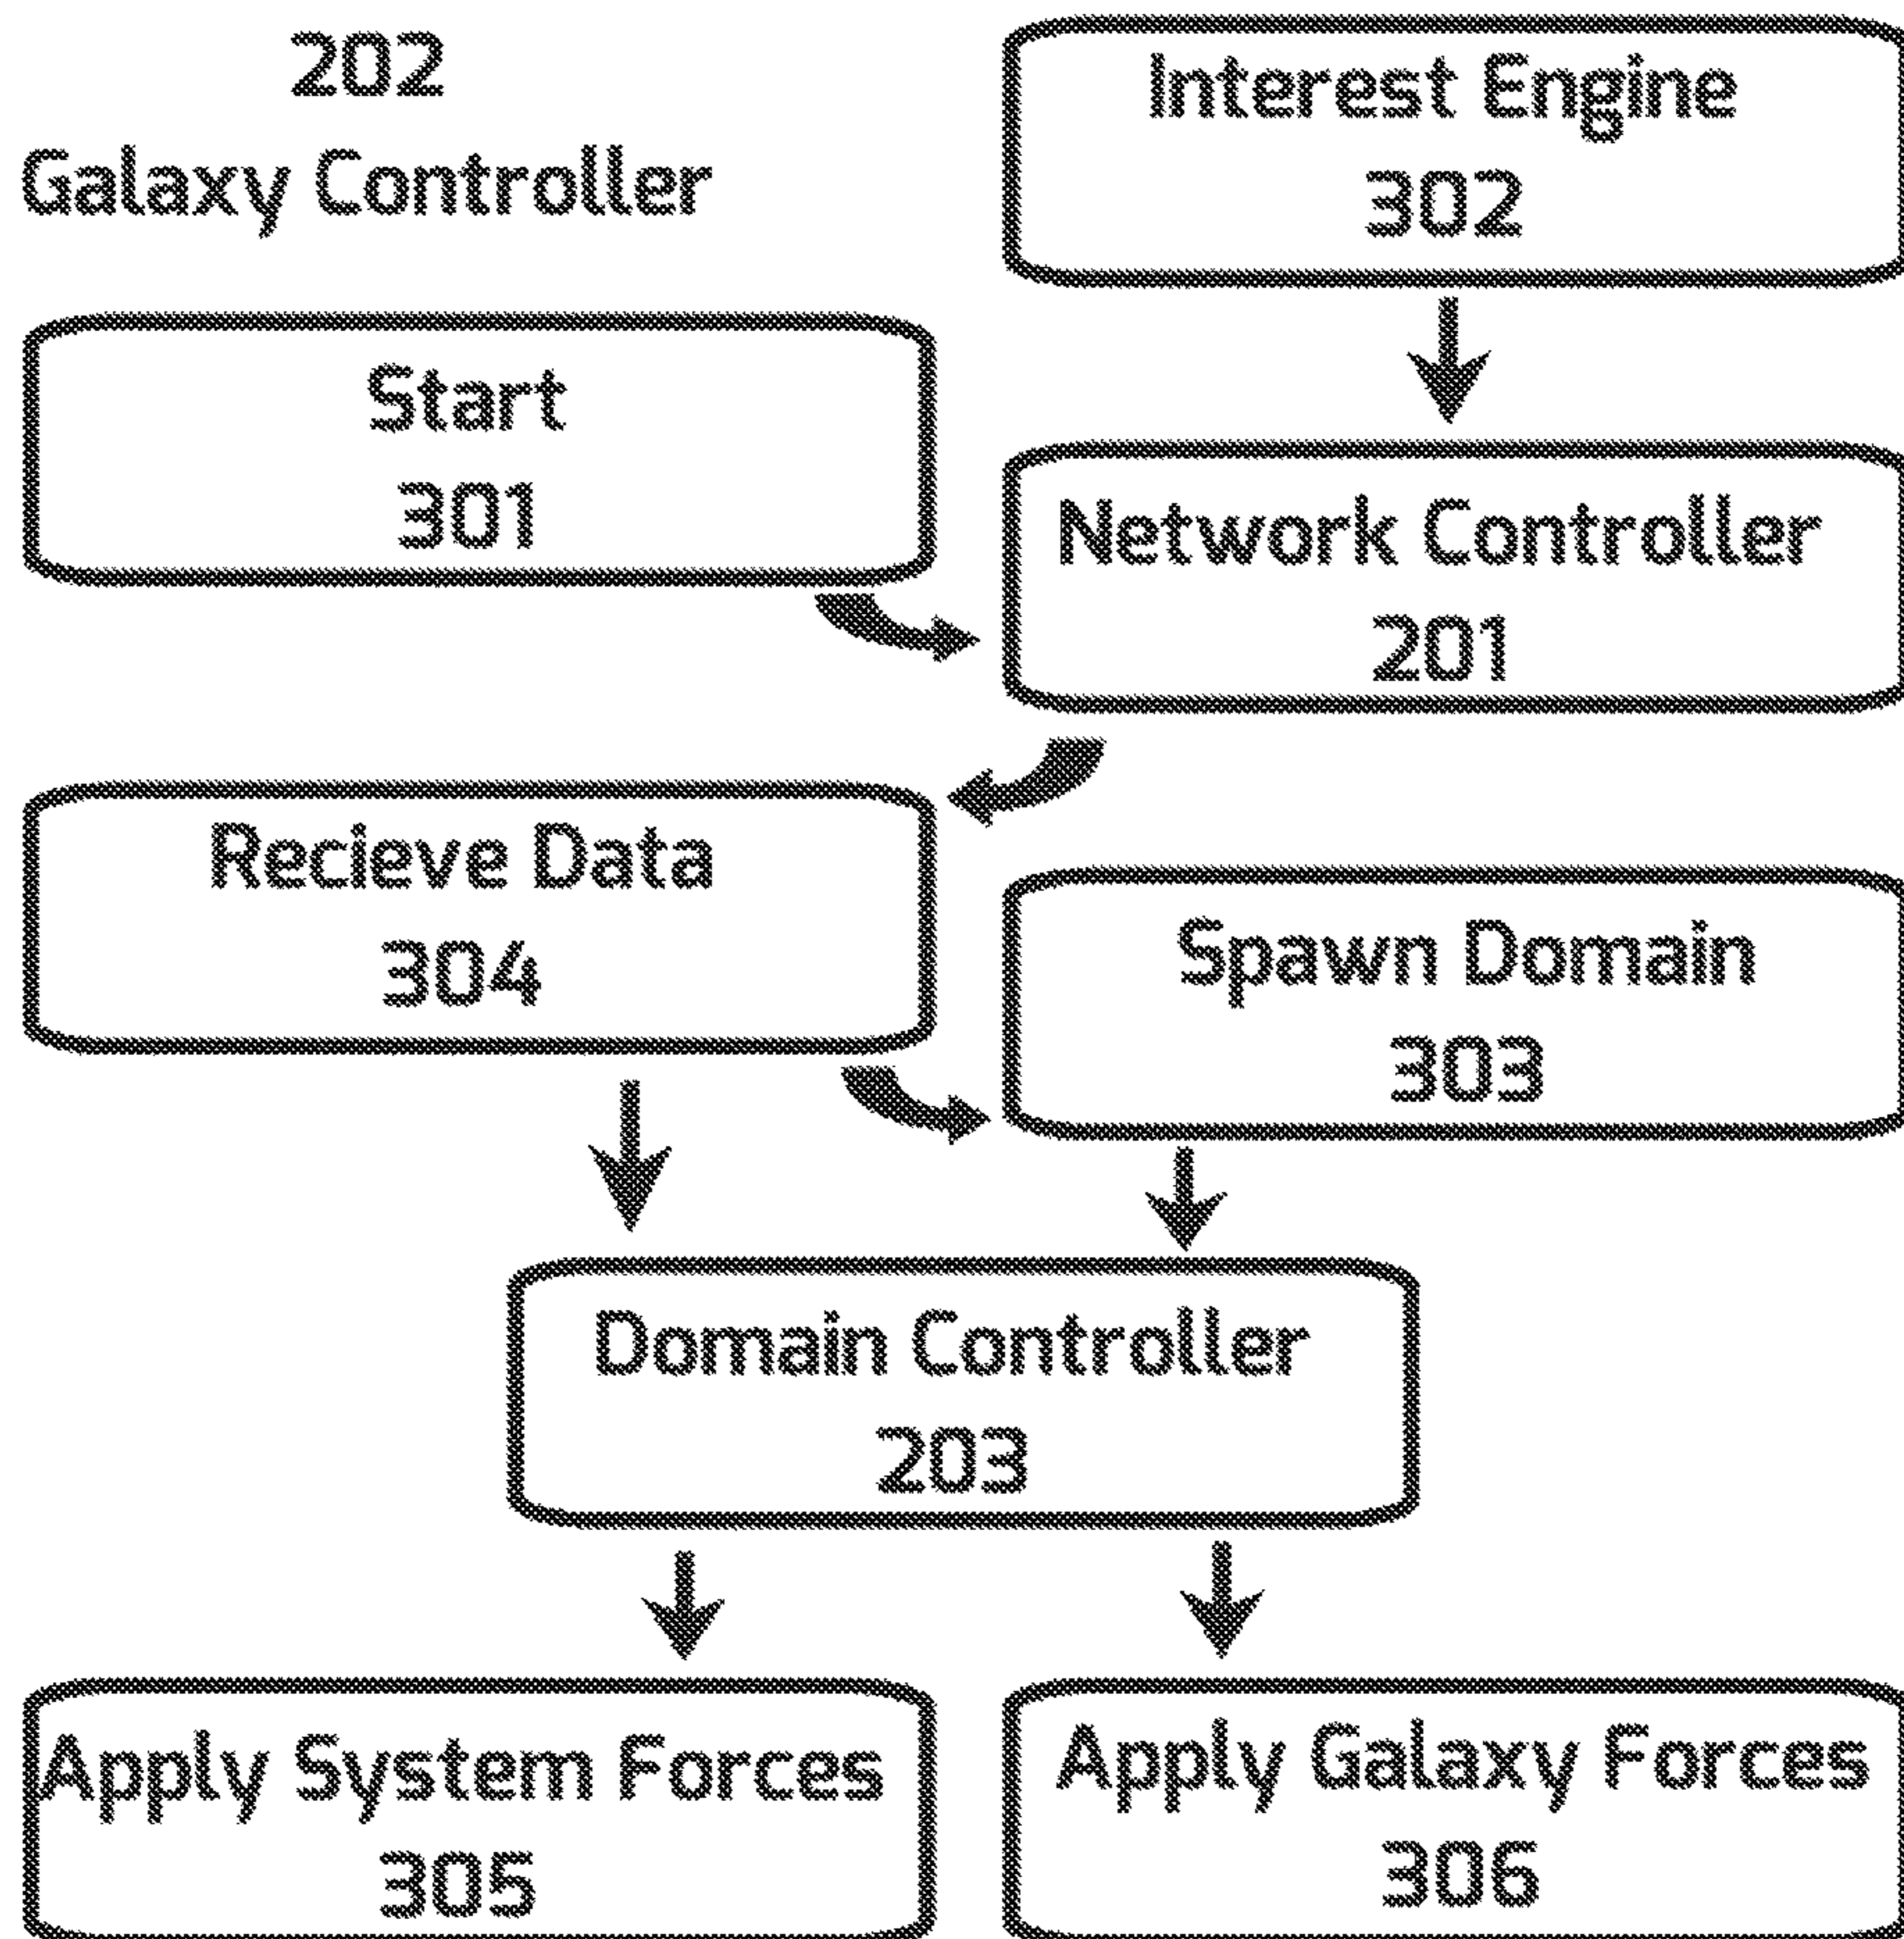 202
Galaxy Controller
Interest Engine
302
Start
301
Network Controller
201
Recieve Data
304
Spawn Domain
303
Domain Controller
203
Apply System Forces
305
Apply Galaxy Forces
306